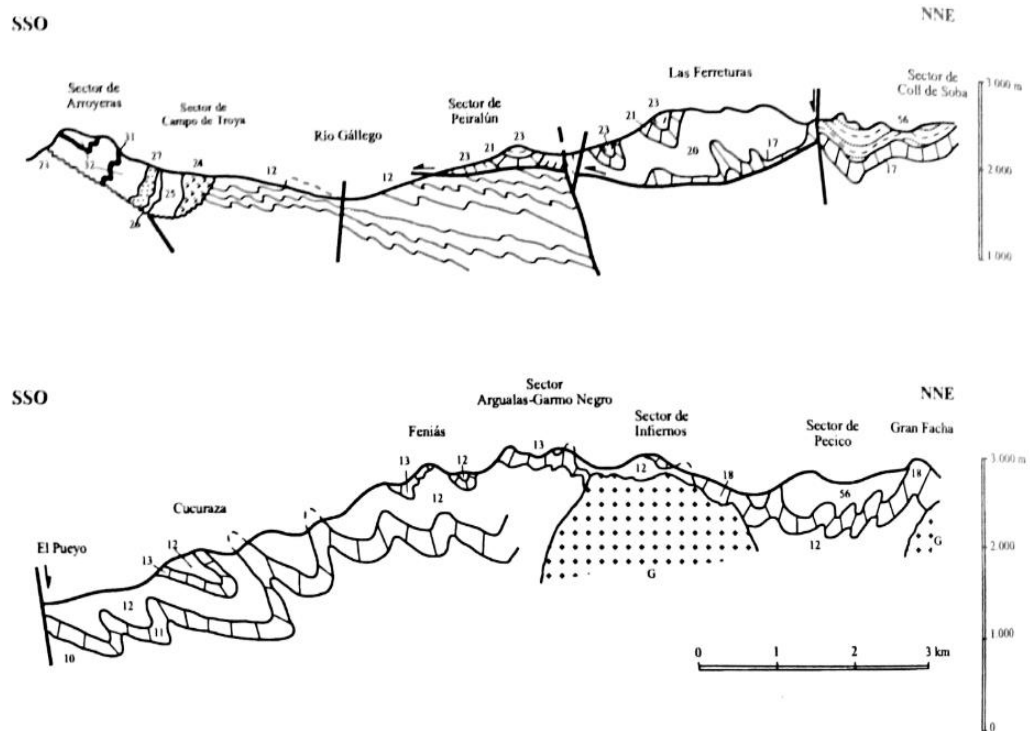 SSO
NNE
Sector de
Arroyeras
Sector de
Campo de Troya
Río Gállego
Sector de
Peiralún
Las Ferreturas
Sector de
Coll de Soba
3.000 m
2.000
1.000
31
32
27
24
25
26
12
12
23
21
23
23
21
23
20
17
56
17
SSO
NNE
El Pueyo
Cucuraza
Feniás
Sector
Argualas-Garmo Negro
Sector de
Infiernos
Sector de
Pecico
Gran Facha
3.000 m
2.000
1.000
0
10
12
11
13
12
13
12
12
13
12
18
56
12
18
G
G
0
1
2
3 km